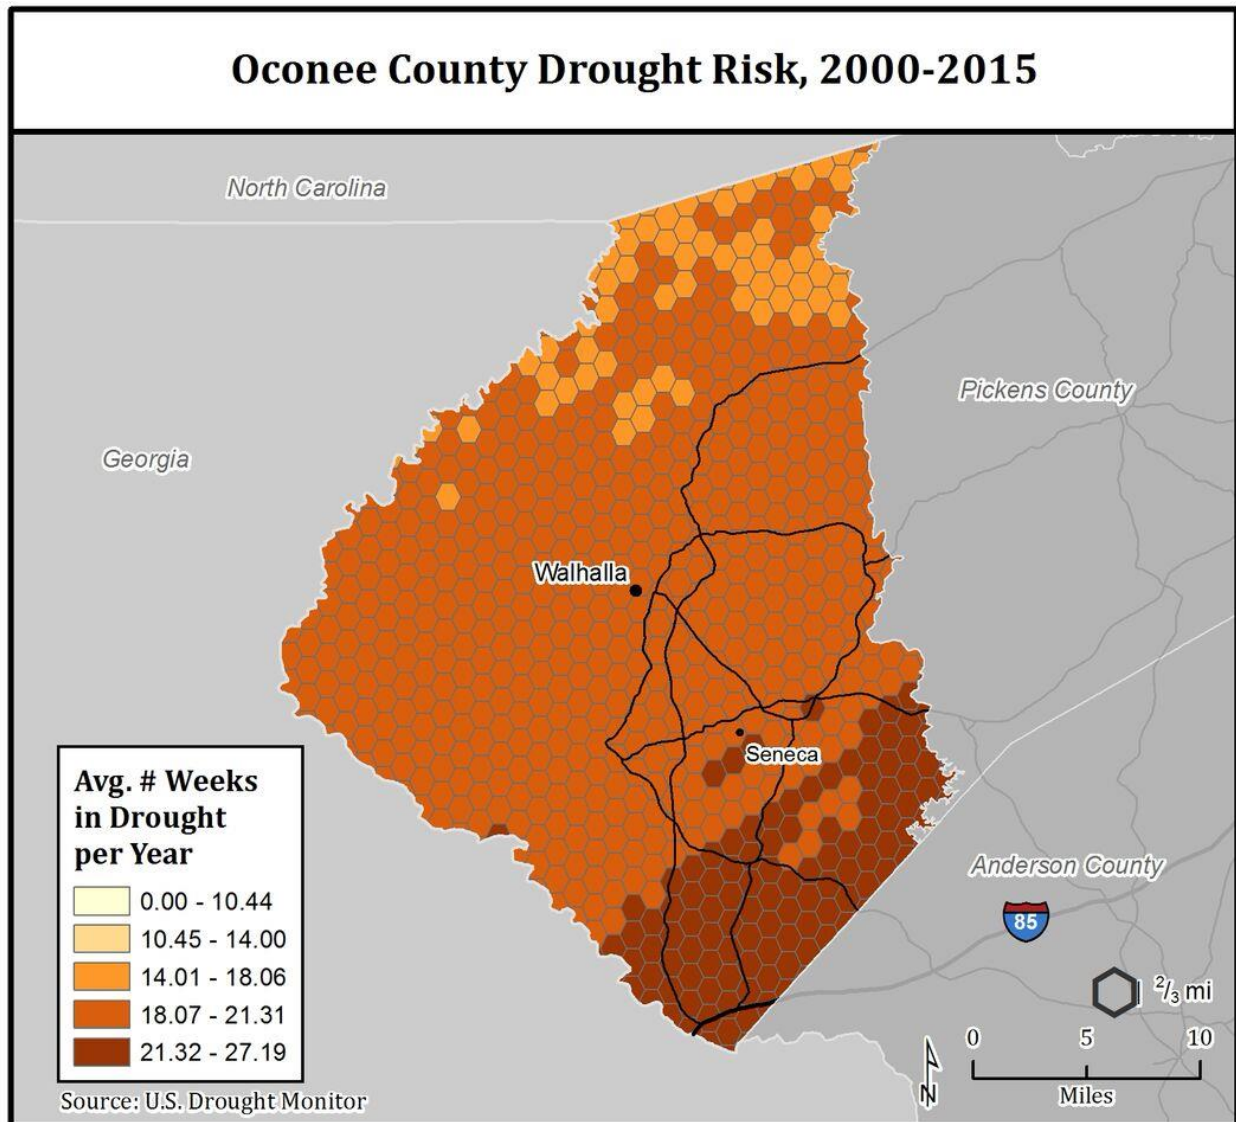 Oconee County Drought Risk, 2000-2015
North Carolina
Pickens County
Georgia
Walhalla
Seneca
Anderson County
85
Avg. # Weeks
in Drought
per Year
0.00 - 10.44
10.45 - 14.00
14.01 - 18.06
18.07 - 21.31
21.32 - 27.19
Source: U.S. Drought Monitor
2/3 mi
0 5 10
Miles
N